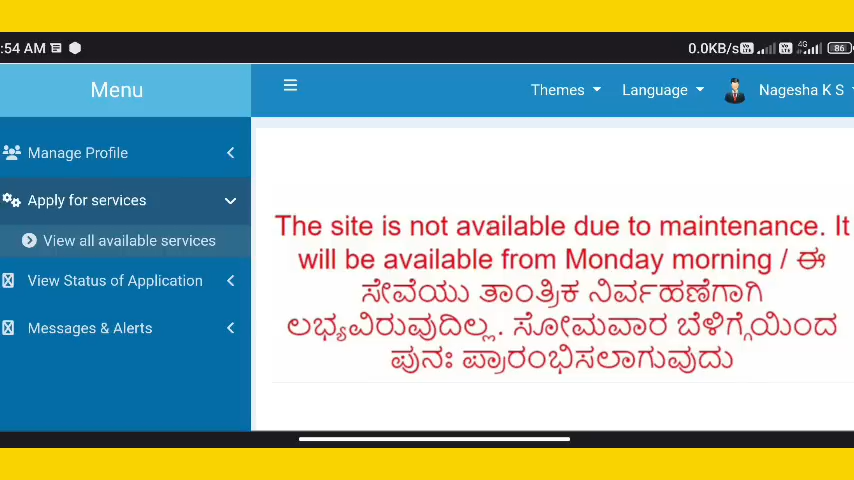 :54 AM
0.0KB/s
4G
86
Menu
Themes
Language
Nagesha K S
Manage Profile
Apply for services
View all available services
View Status of Application
Messages & Alerts
The site is not available due to maintenance. It
will be available from Monday morning / ಈ
ಸೇವೆಯು ತಾಂತ್ರಿಕ ನಿರ್ವಹಣೆಗಾಗಿ
ಲಭ್ಯವಿರುವುದಿಲ್ಲ. ಸೋಮವಾರ ಬೆಳಿಗ್ಗೆಯಿಂದ
ಪುನಃ ಪ್ರಾರಂಭಿಸಲಾಗುವುದು